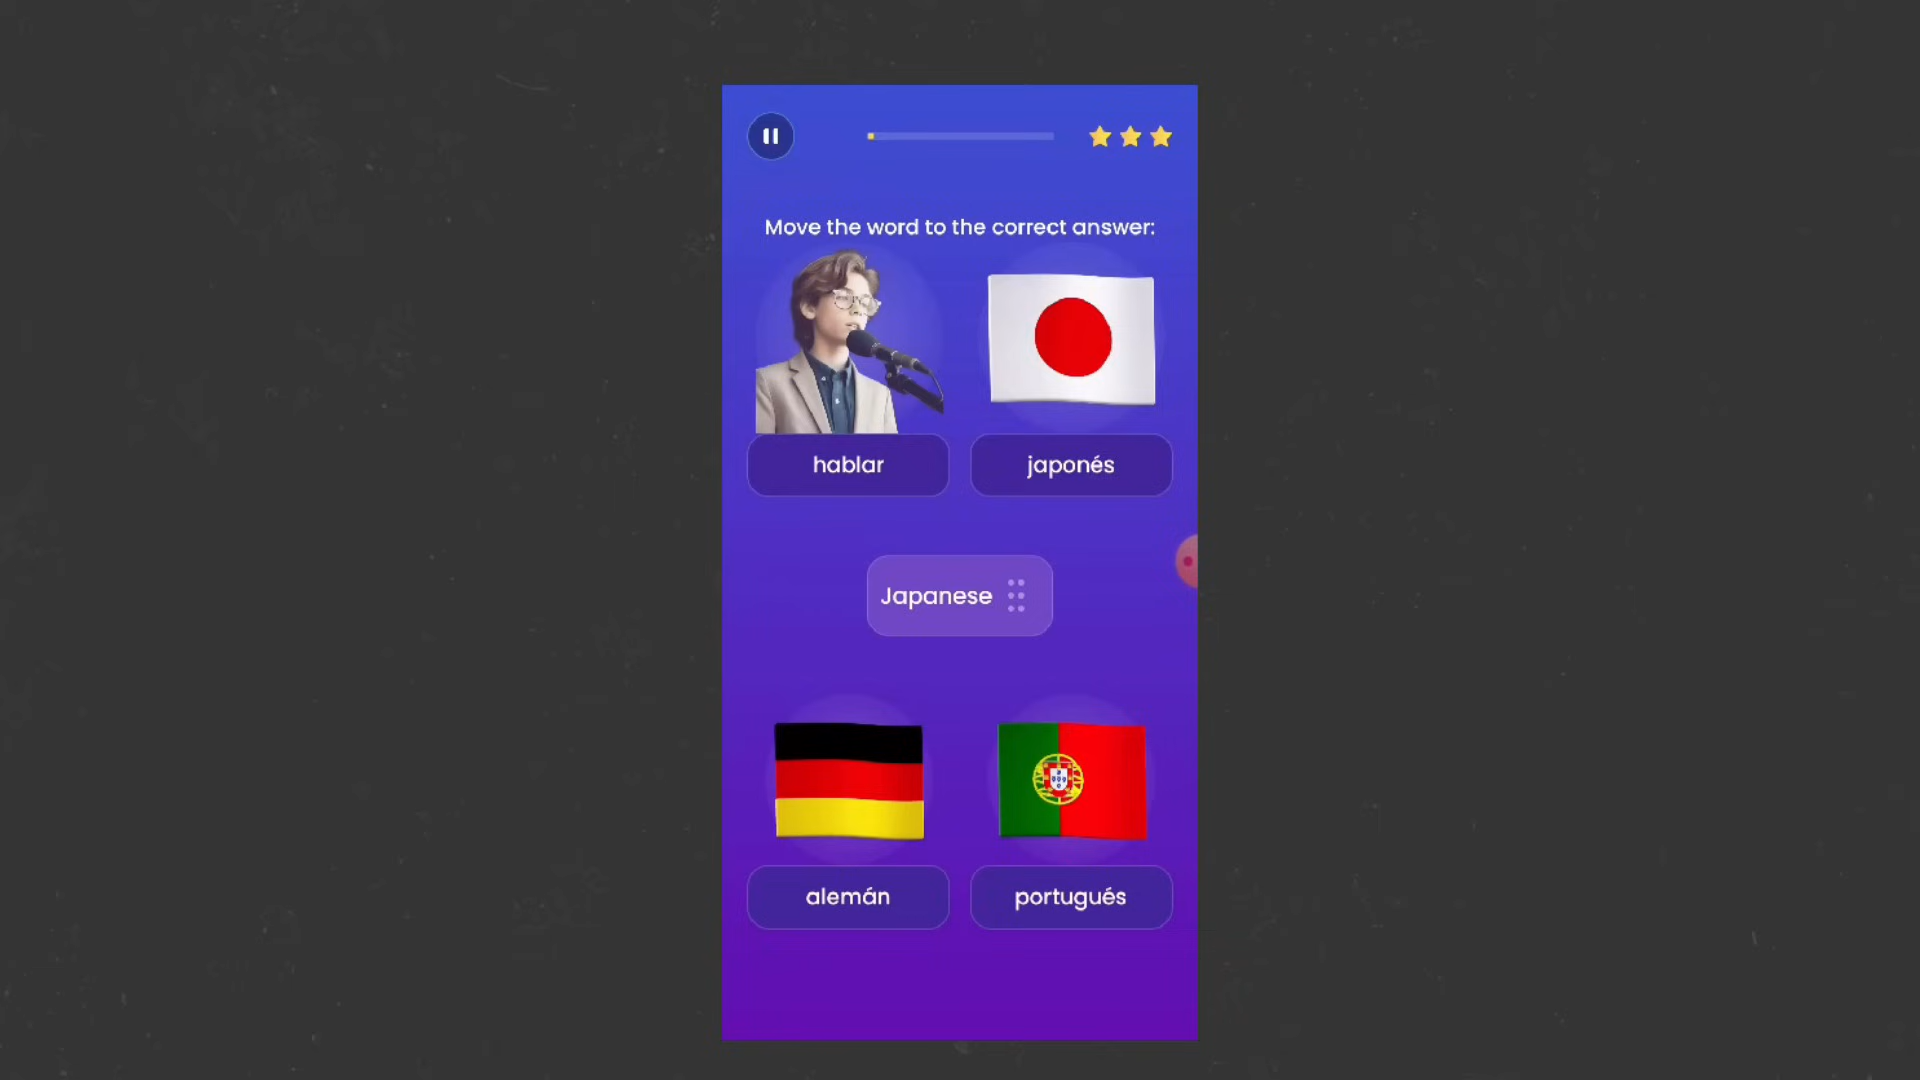 Move the word to the correct answer:
hablar
japonés
Japanese
alemán
portugués